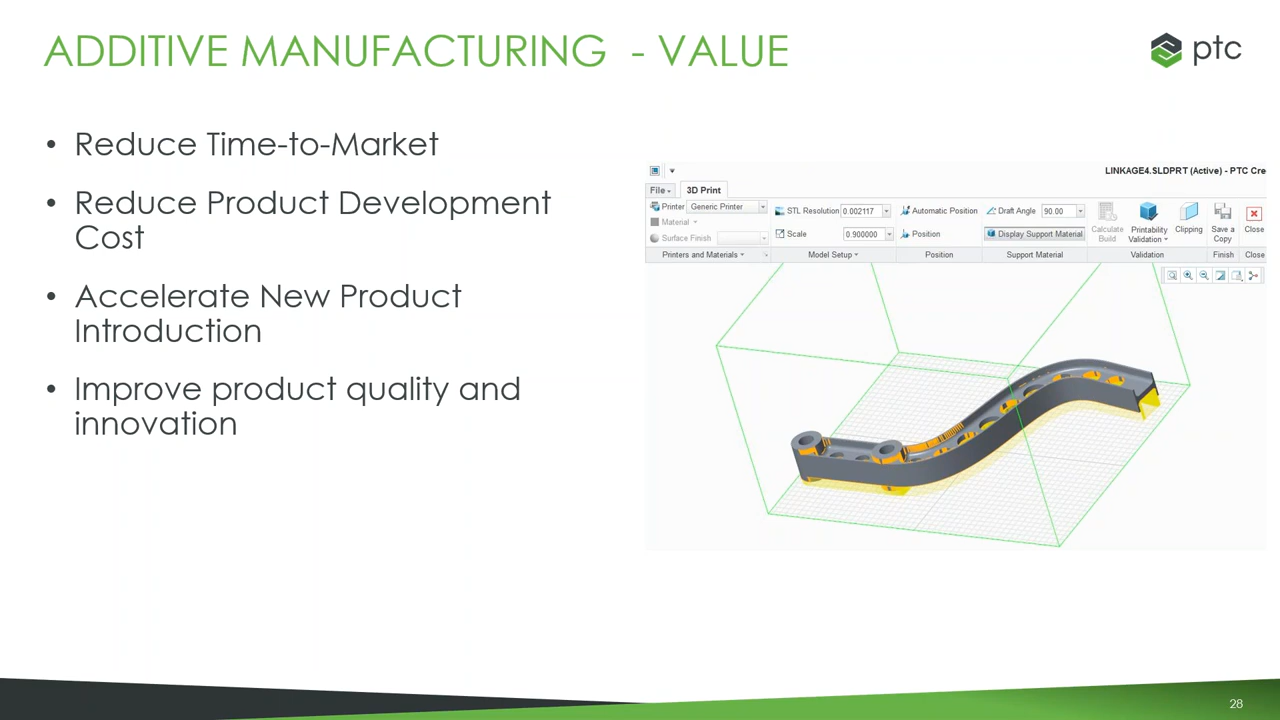 ADDITIVE MANUFACTURING - VALUE
ptc
• Reduce Time-to-Market
• Reduce Product Development
Cost
• Accelerate New Product
Introduction
• Improve product quality and
innovation
LINKAGE4.SLDPRT (Active) - PTC Cre
File 3D Print
Printer Generic Printer STL Resolution 0.002117 Automatic Position Draft Angle 90.00
Material
Surface Finish Scale 0.900000 Position Display Support Material Calculate Build Printability Validation Clipping Save a Copy Close
Printers and Materials Model Setup Position Support Material Validation Finish Close
28